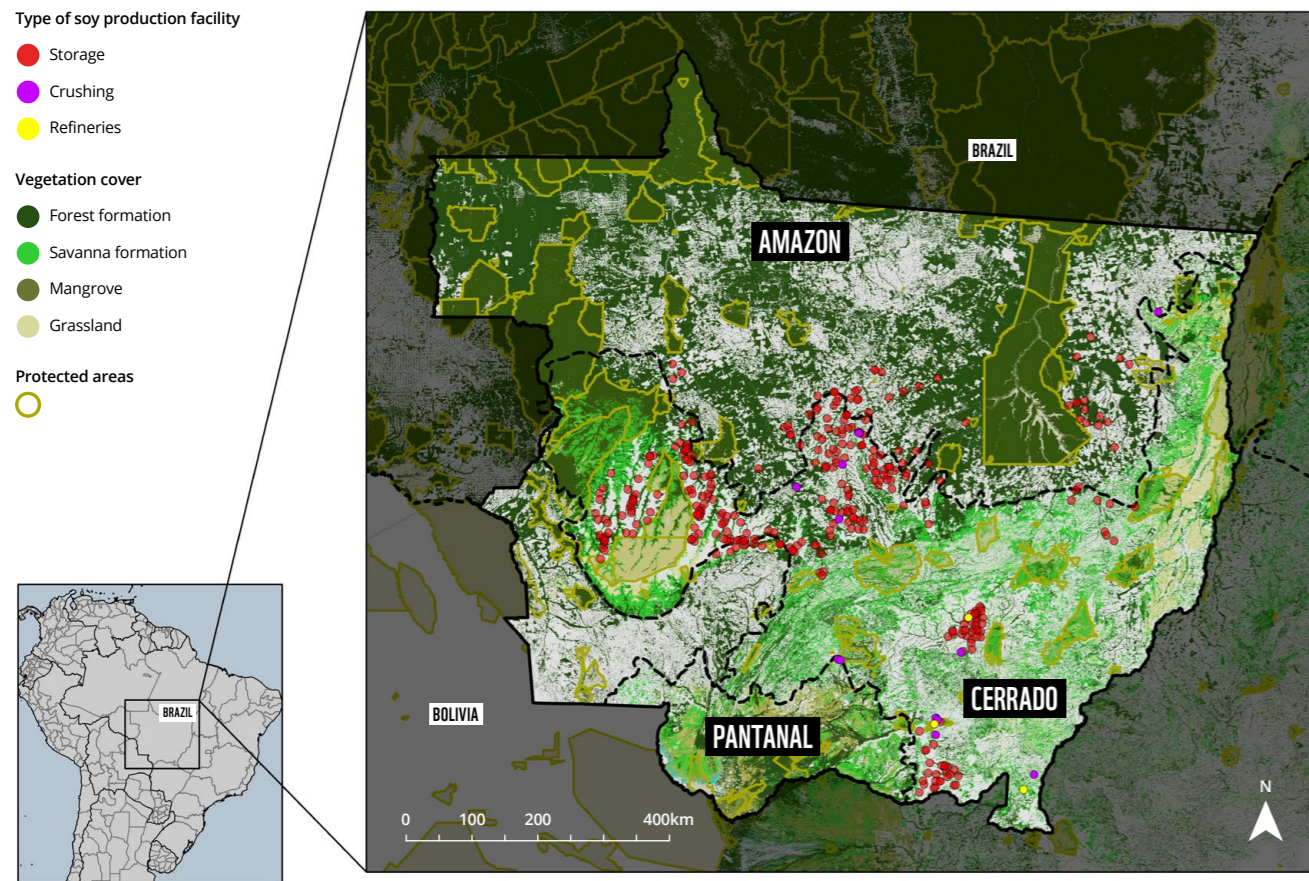 Type of soy production facility
Storage
Crushing
Refineries
Vegetation cover
Forest formation
Savanna formation
Mangrove
Grassland
Protected areas
BRAZIL
AMAZON
CERRADO
PANTANAL
BOLIVIA
0 100 200 400km
N
BRAZIL